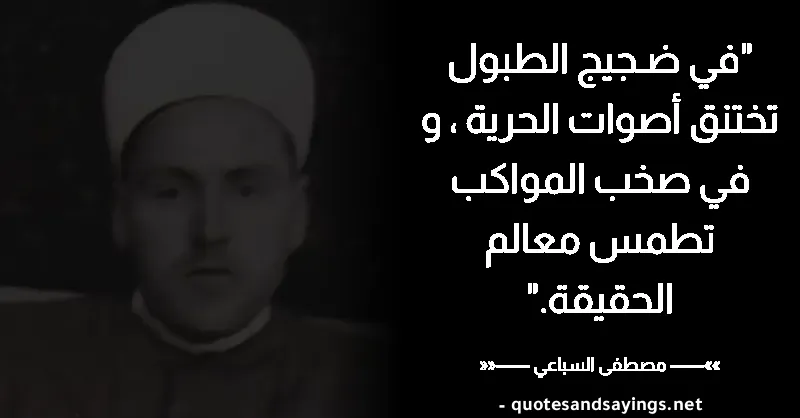 "في ضجيج الطبول
تختنق أصوات الحرية ، و
في صخب المواكب
تطمس معالم
الحقيقة."
»»—— مصطفى السباعي ——««
- quotesandsayings.net